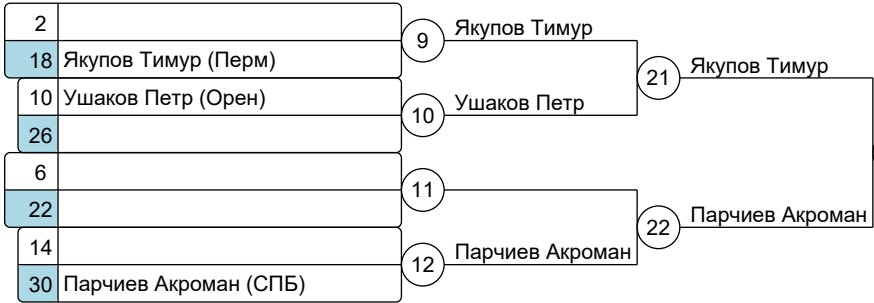 2
9
Якупов Тимур
18 Якупов Тимур (Перм)
21
Якупов Тимур
10 Ушаков Петр (Орен)
10
Ушаков Петр
26
6
11
22
22
Парчиев Акроман
14
12
Парчиев Акроман
30 Парчиев Акроман (СПБ)